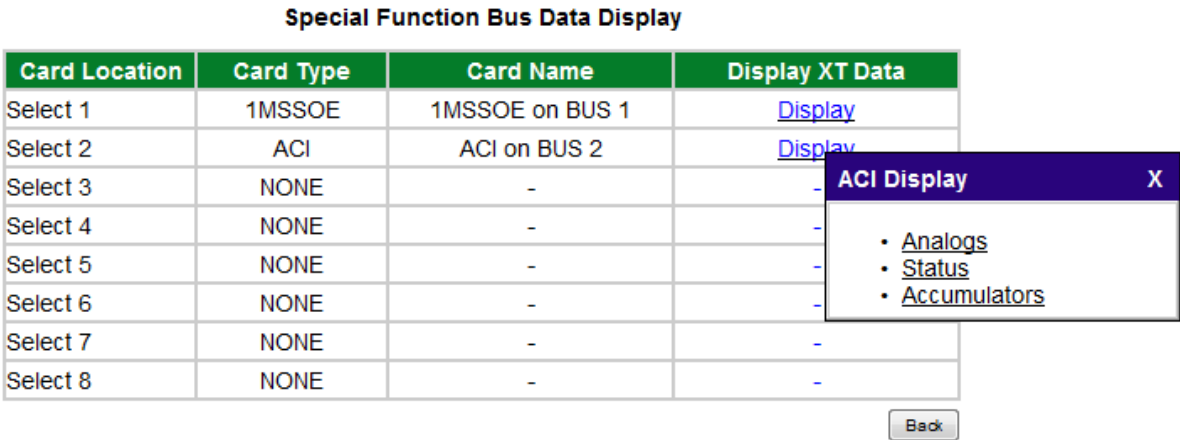 Special Function Bus Data Display
Card Location Card Type Card Name Display XT Data
Select 1 1MSSOE 1MSSOE on BUS 1 Display
Select 2 ACI ACI on BUS 2 Display
Select 3 NONE - -
Select 4 NONE - -
Select 5 NONE - -
Select 6 NONE - -
Select 7 NONE - -
Select 8 NONE - -
ACI Display X
• Analogs
• Status
• Accumulators
Back